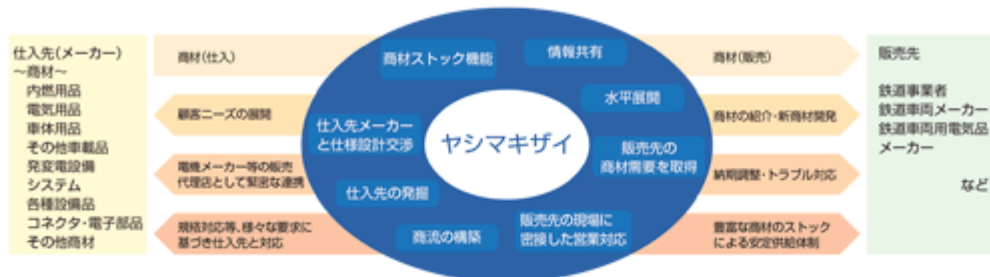 仕入先（メーカー）
～商材～
内燃用品
電気用品
車体用品
その他車載品
発変電設備
システム
各種設備品
コネクタ・電子部品
その他商材
商材（仕入）
顧客ニーズの展開
電機メーカー等の販売
代理店として緊密な連携
規格対応等、様々な要求に
基づき仕入先と対応
商材ストック機能
情報共有
水平展開
仕入先メーカー
と仕様設計交渉
ヤシマキザイ
販売先の
商材需要を取得
仕入先の発掘
商流の構築
販売先の現場に
密接した営業対応
商材（販売）
商材の紹介・新商材開発
納期調整・トラブル対応
豊富な商材のストック
による安定供給体制
販売先
鉄道事業者
鉄道車両メーカー
鉄道車両用電気品
メーカー
など